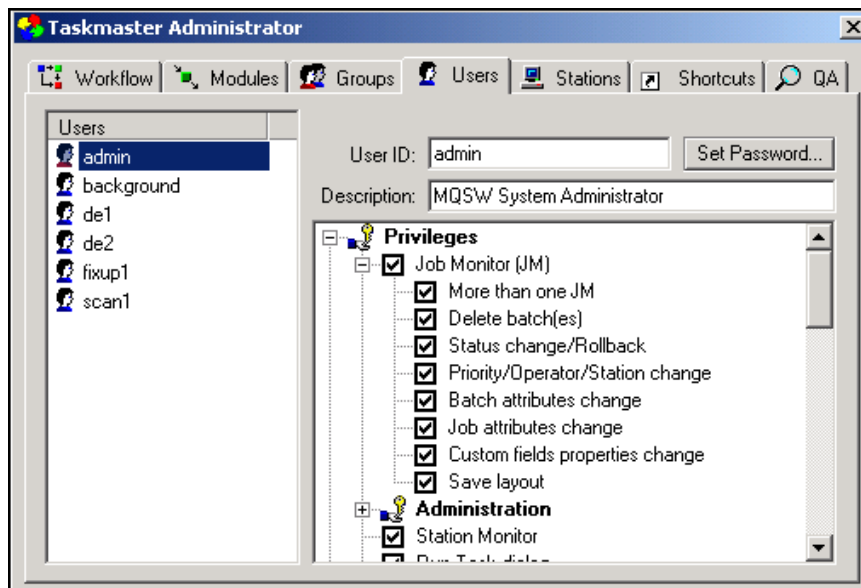 Taskmaster Administrator
Workflow Modules Groups Users Stations Shortcuts QA
Users
admin
background
de1
de2
fixup1
scan1
User ID: admin Set Password...
Description: MQSW System Administrator
Privileges
Job Monitor (JM)
More than one JM
Delete batch(es)
Status change/Rollback
Priority/Operator/Station change
Batch attributes change
Job attributes change
Custom fields properties change
Save layout
Administration
Station Monitor
Run Task dialog